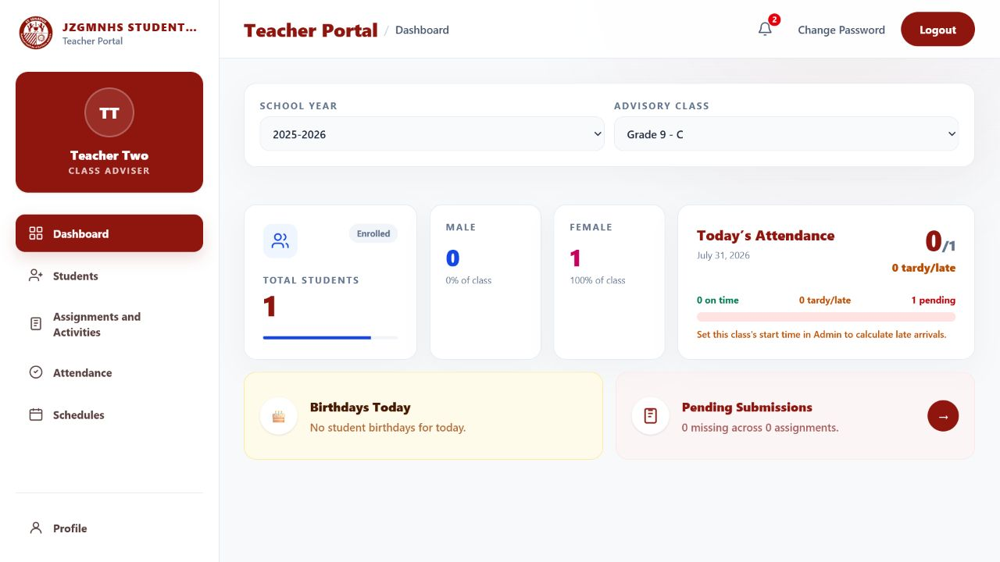 JZGMNHS STUDENT...
Teacher Portal
TT
Teacher Two
CLASS ADVISER
Dashboard
Students
Assignments and
Activities
Attendance
Schedules
Profile
Teacher Portal / Dashboard
2
Change Password
Logout
SCHOOL YEAR
2025-2026
ADVISORY CLASS
Grade 9 - C
Enrolled
TOTAL STUDENTS
1
MALE
0
0% of class
FEMALE
1
100% of class
Today's Attendance
July 31, 2026
0/1
0 tardy/late
0 on time
0 tardy/late
1 pending
Set this class's start time in Admin to calculate late arrivals.
Birthdays Today
No student birthdays for today.
Pending Submissions
0 missing across 0 assignments.
→